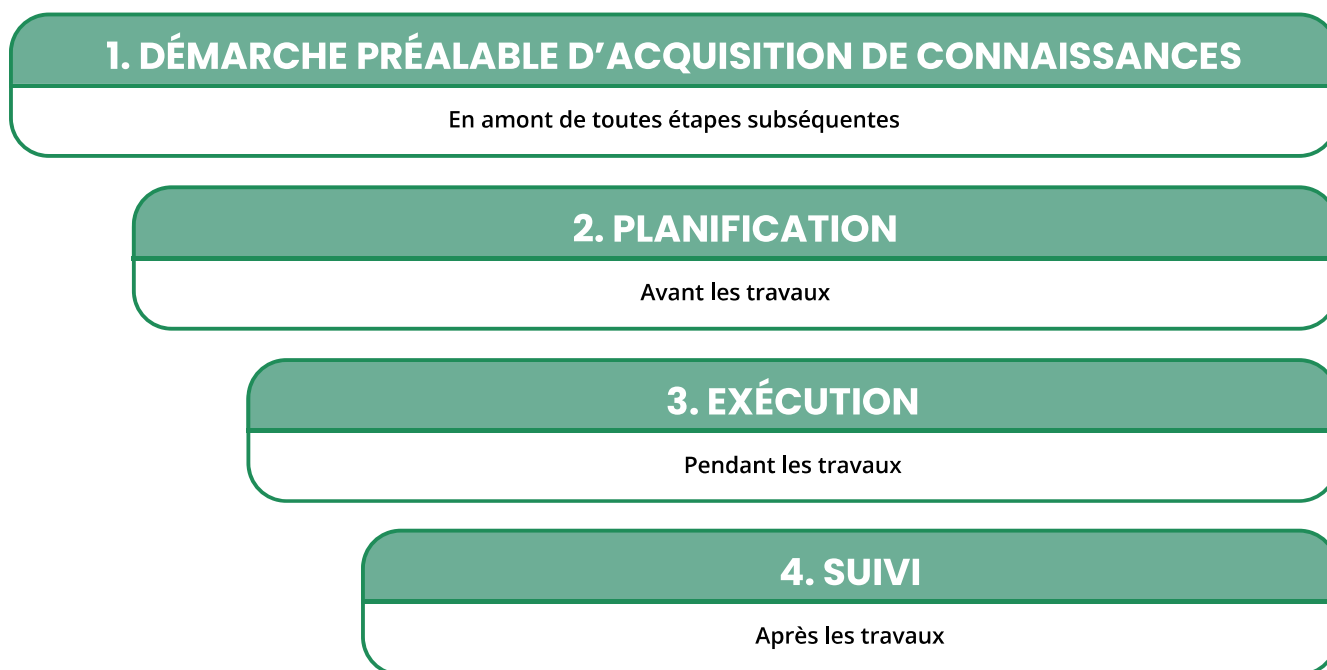 1. DÉMARCHE PRÉALABLE D’ACQUISITION DE CONNAISSANCES
En amont de toutes étapes subséquentes
2. PLANIFICATION
Avant les travaux
3. EXÉCUTION
Pendant les travaux
4. SUIVI
Après les travaux